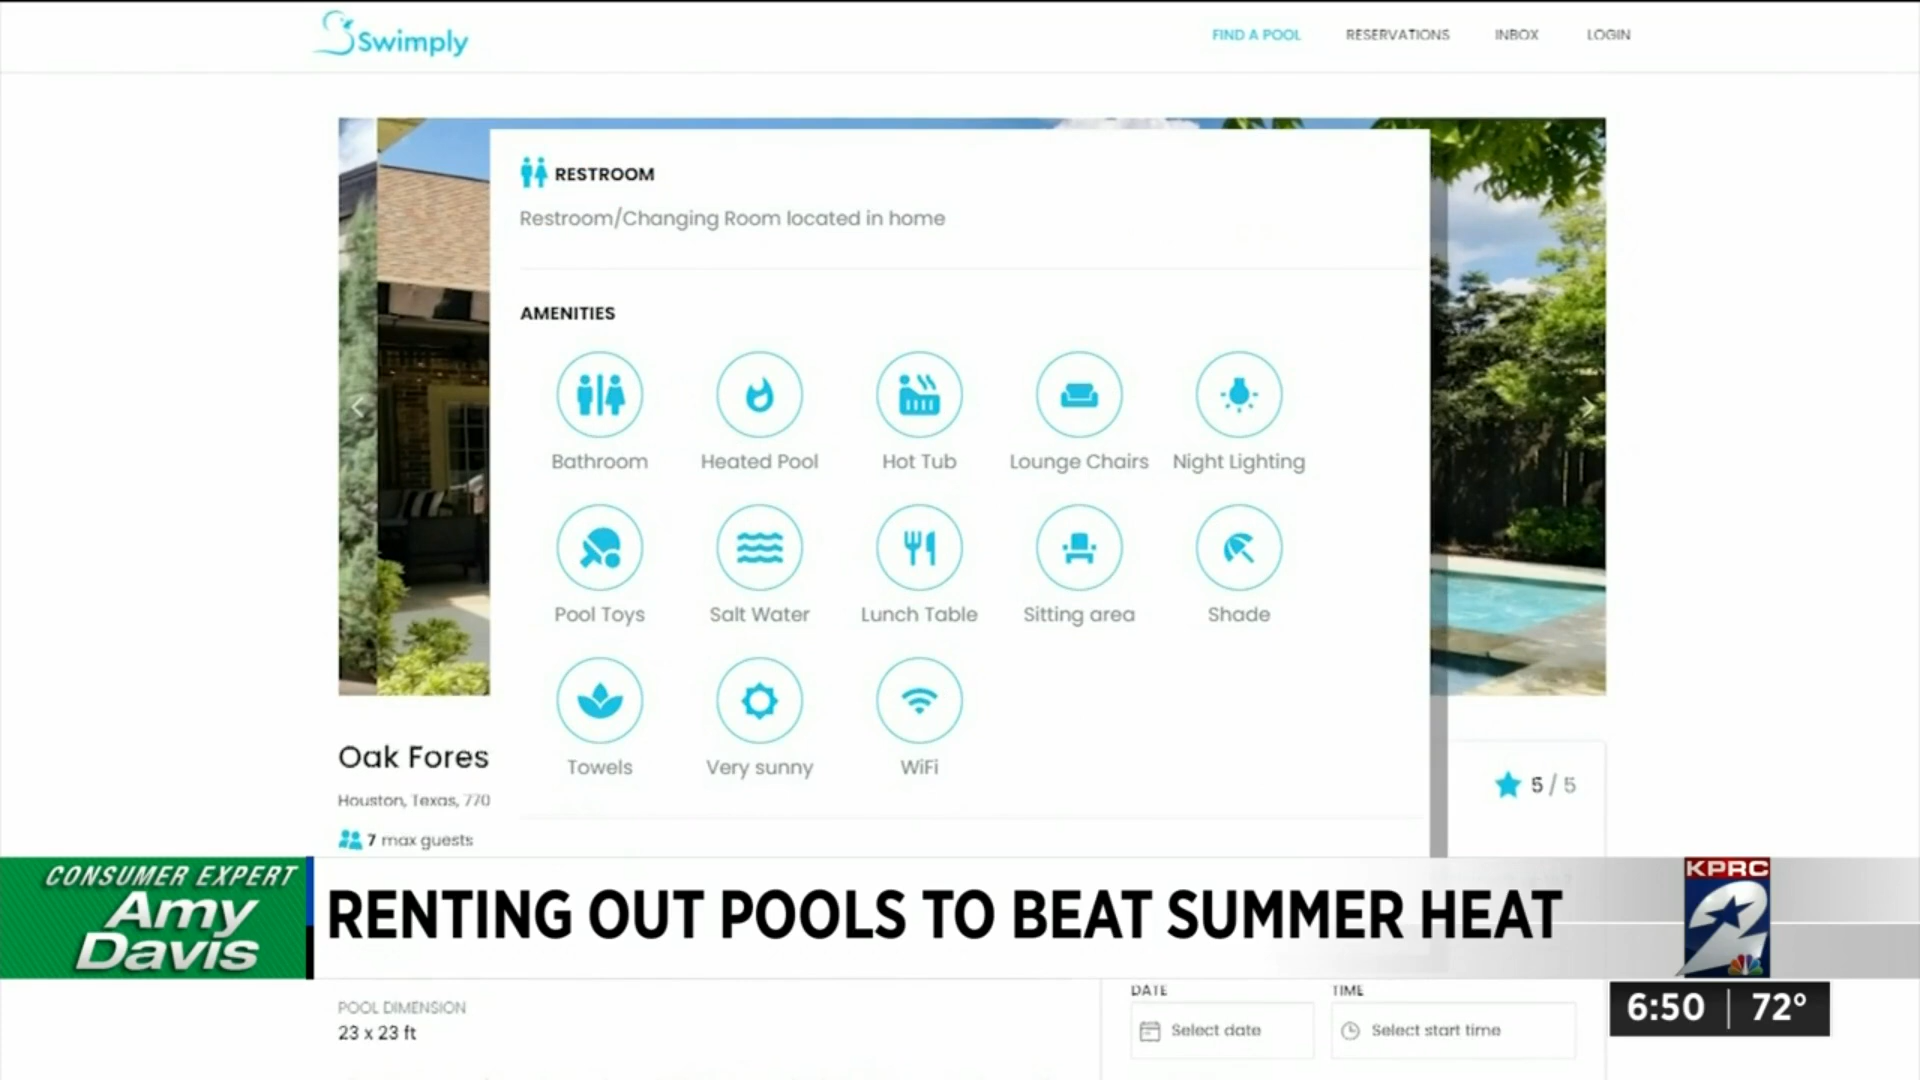 Swimply
FIND A POOL RESERVATIONS INBOX LOGIN
RESTROOM
Restroom/Changing Room located in home
AMENITIES
Bathroom Heated Pool Hot Tub Lounge Chairs Night Lighting
Pool Toys Salt Water Lunch Table Sitting area Shade
Towels Very sunny WiFi
Oak Fores
Houston, Texas, 770
7 max guests
5 / 5
CONSUMER EXPERT
Amy
Davis
RENTING OUT POOLS TO BEAT SUMMER HEAT
KPRC
2
POOL DIMENSION
23 x 23 ft
DATE TIME
Select date Select start time
6:50 72°